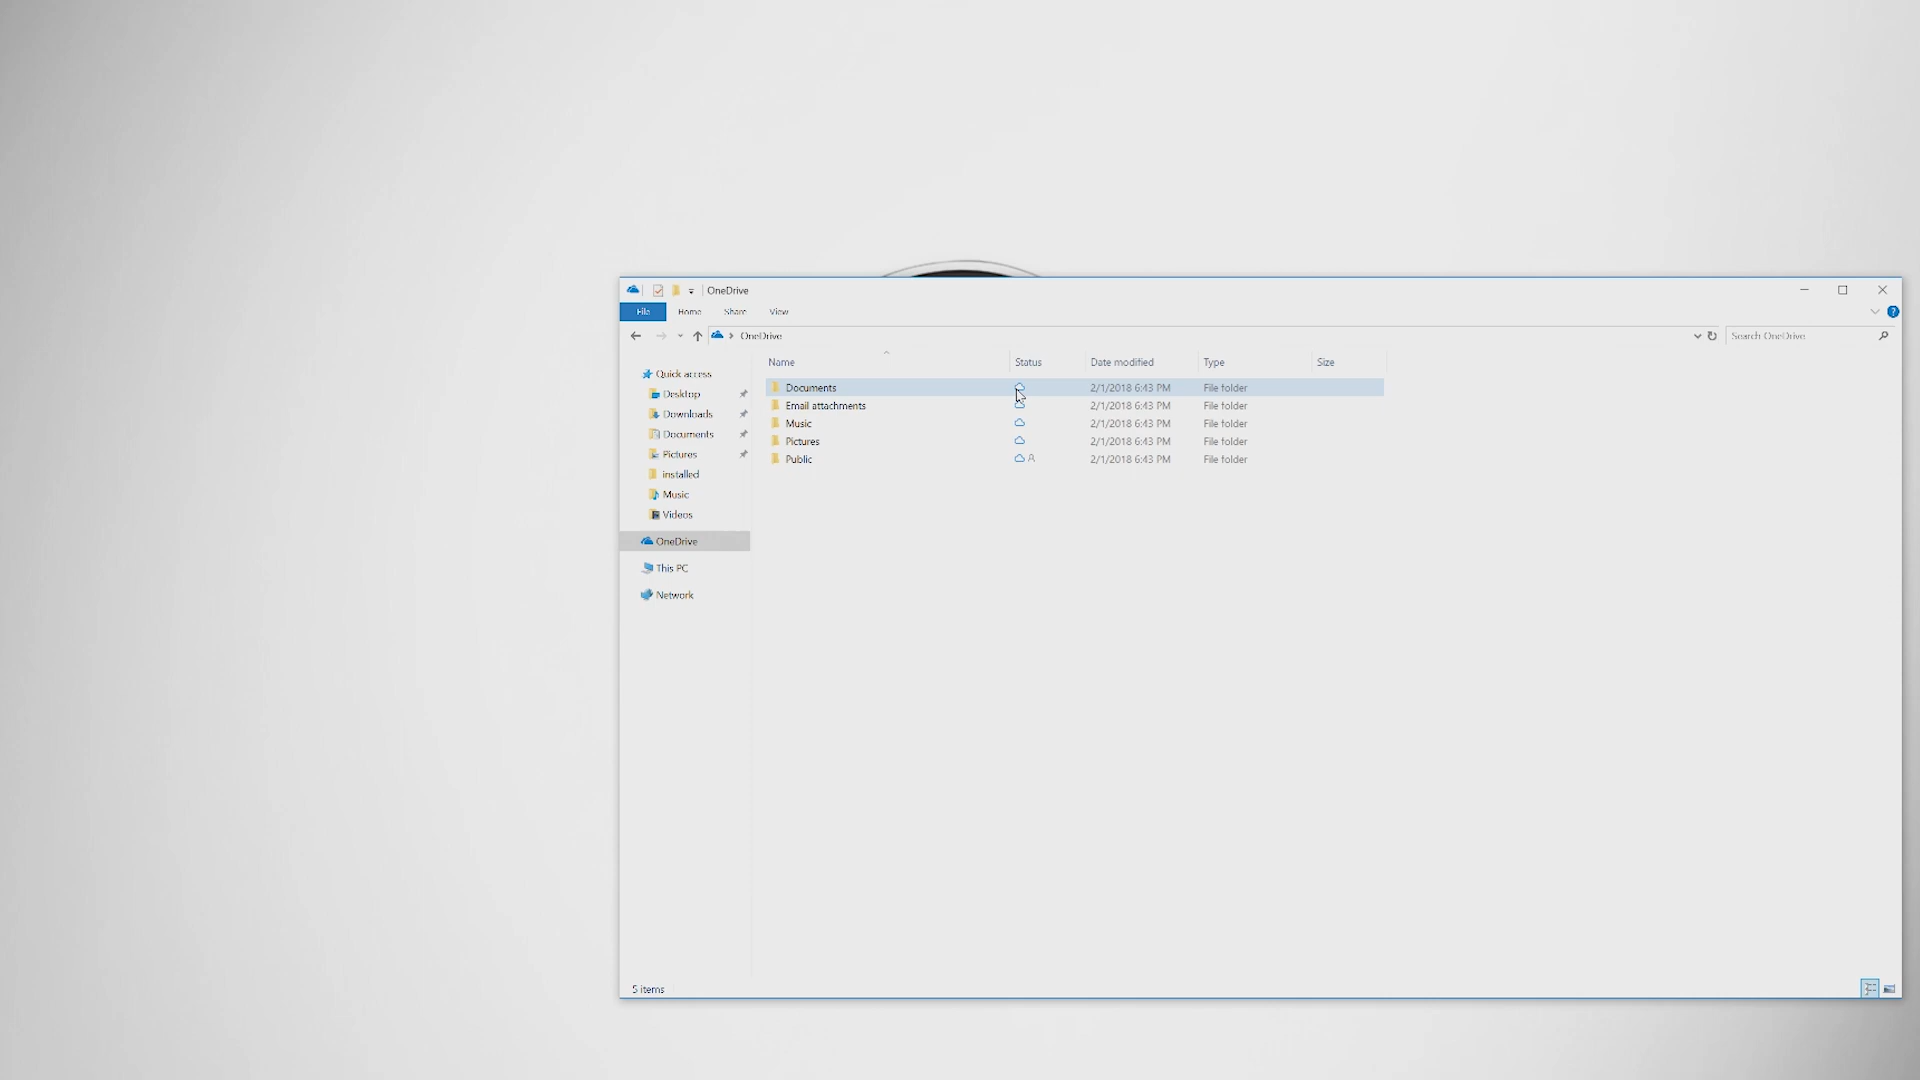 OneDrive
File Home Share View
OneDrive
Search OneDrive
Name Status Date modified Type Size
Quick access
Desktop
Downloads
Documents
Pictures
installed
Music
Videos
OneDrive
This PC
Network
Documents 2/1/2018 6:43 PM File folder
Email attachments 2/1/2018 6:43 PM File folder
Music 2/1/2018 6:43 PM File folder
Pictures 2/1/2018 6:43 PM File folder
Public 2/1/2018 6:43 PM File folder
5 items